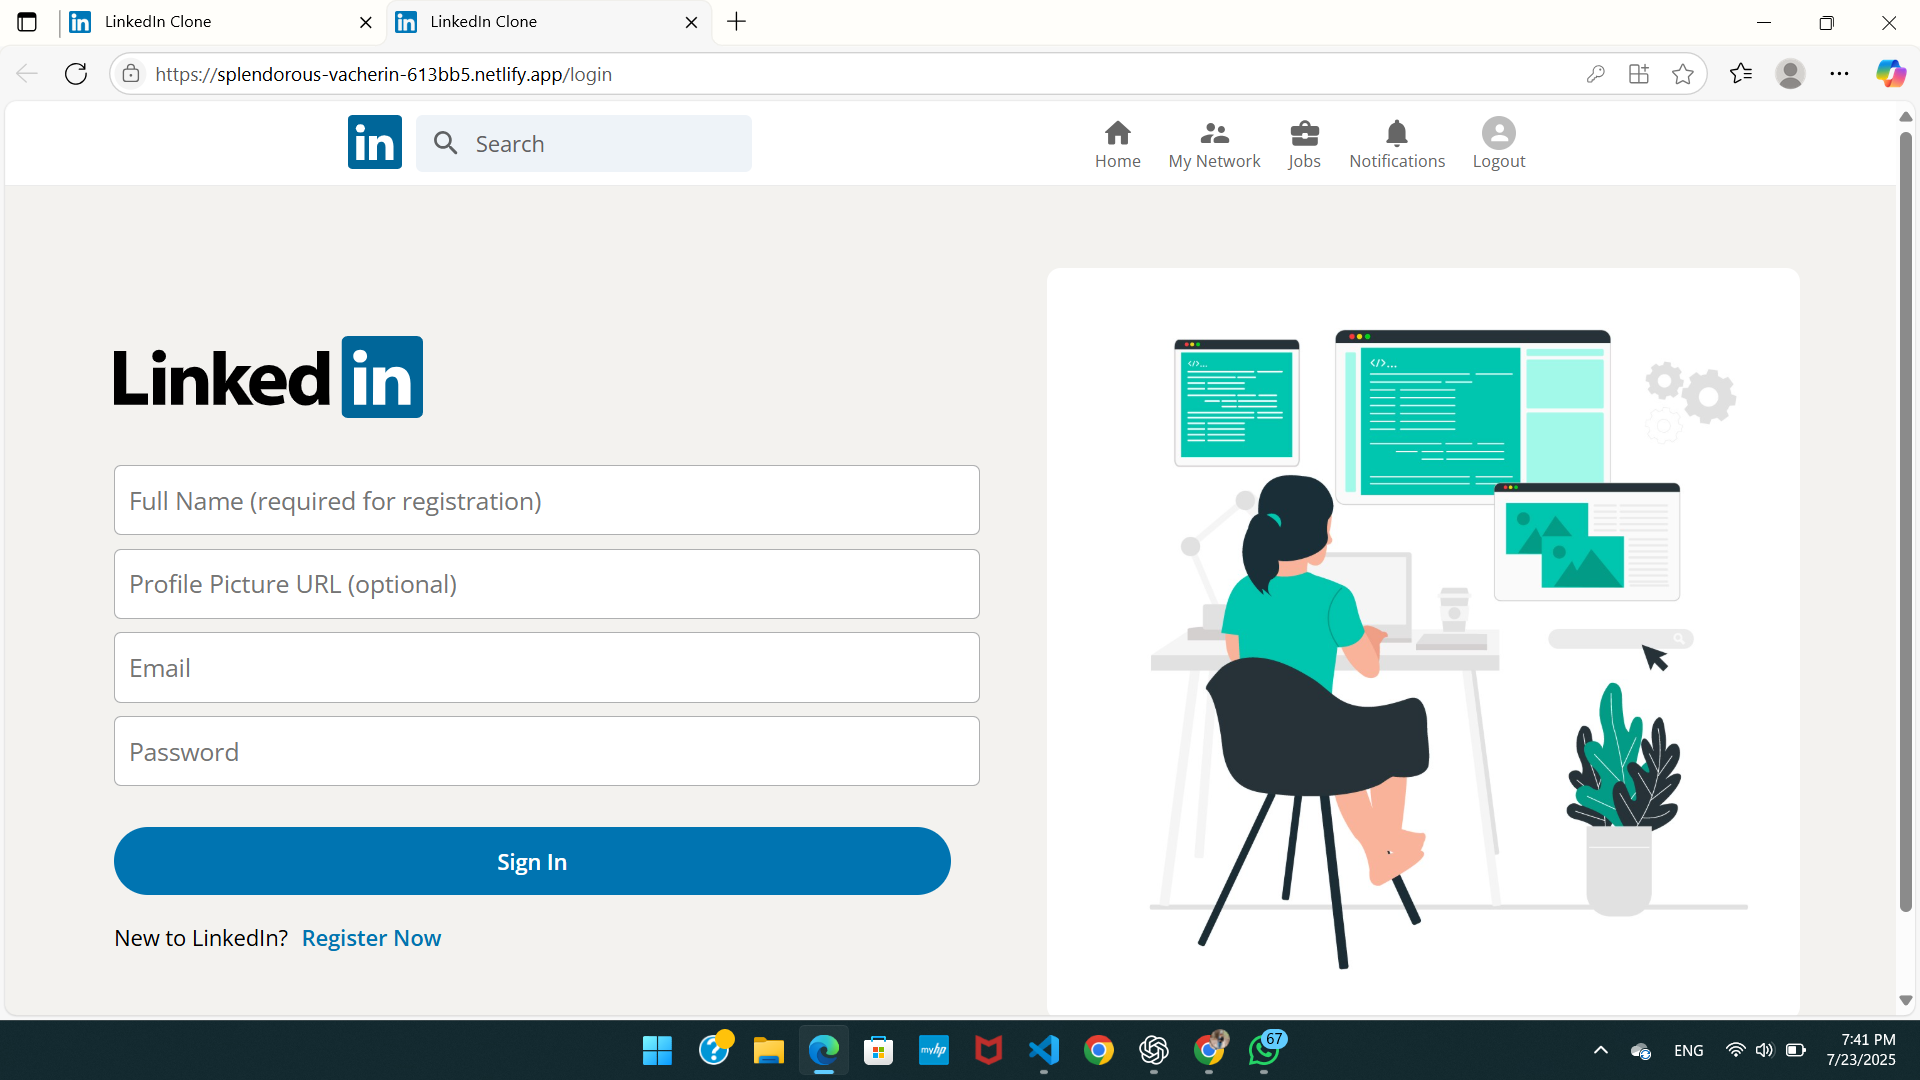 LinkedIn Clone
LinkedIn Clone
https://splendorous-vacherin-613bb5.netlify.app/login
in
Search
Home
My Network
Jobs
Notifications
Logout
Linked in
Full Name (required for registration)
Profile Picture URL (optional)
Email
Password
Sign In
New to LinkedIn? Register Now
</>...
</>...
myhp
67
ENG
7:41 PM
7/23/2025